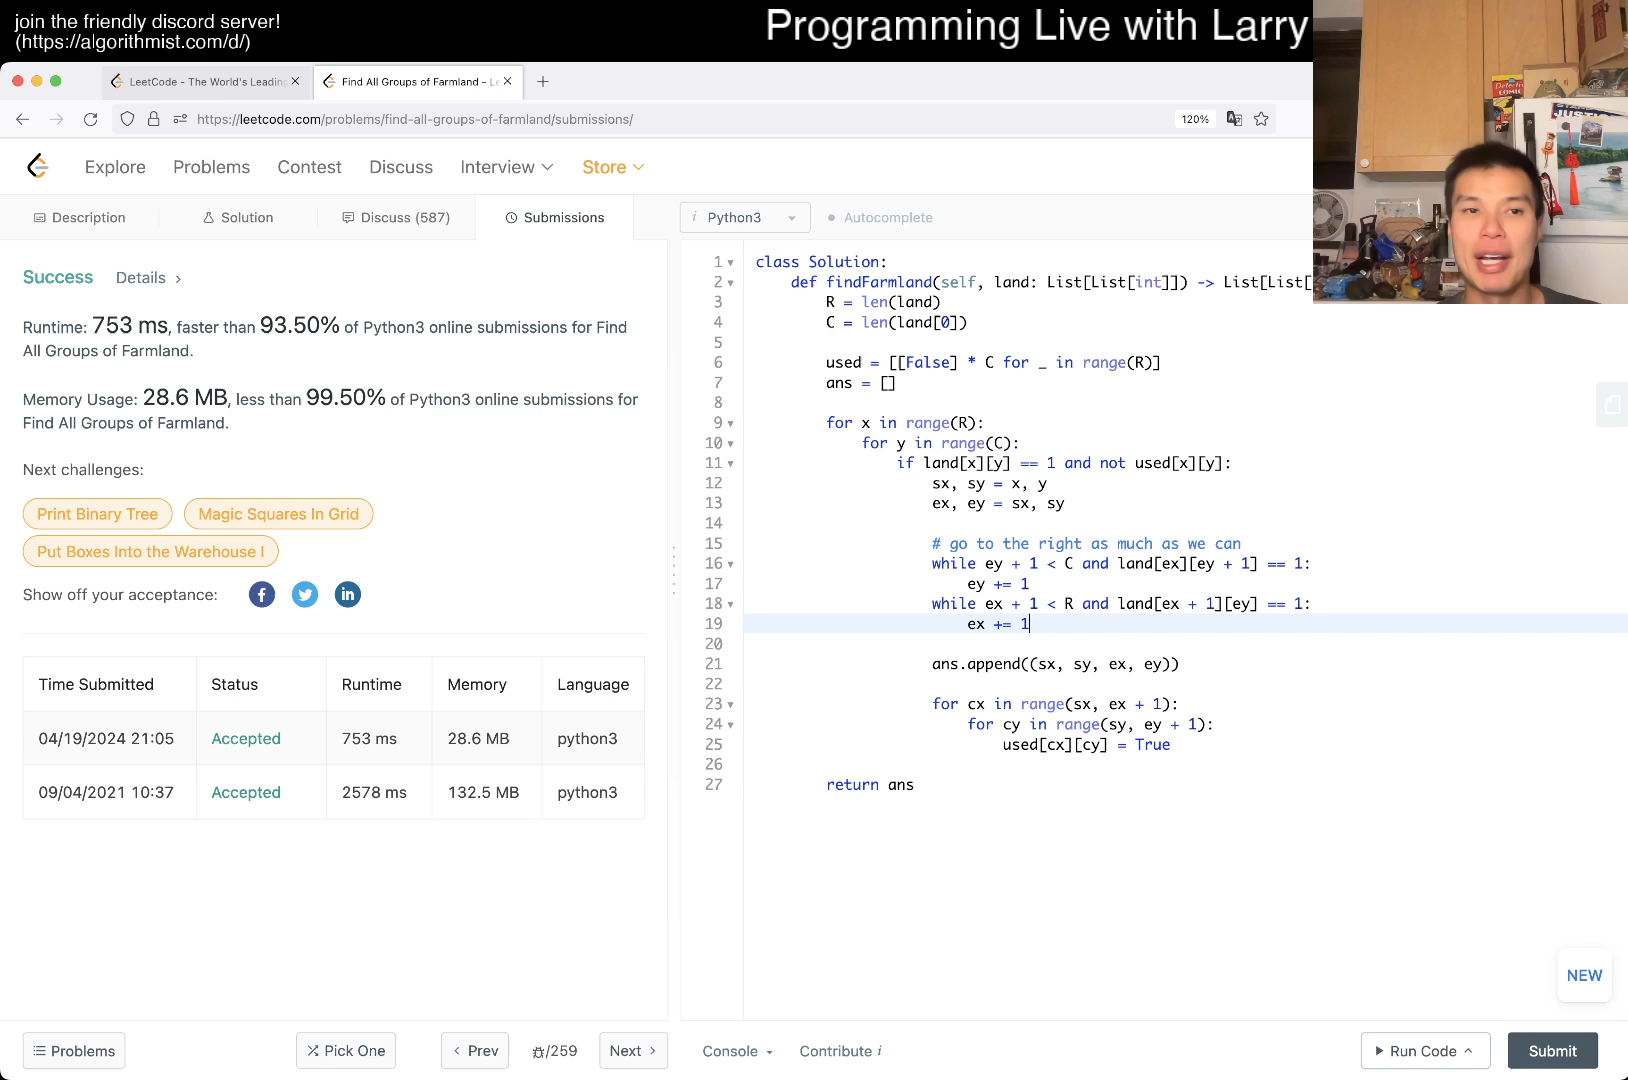 join the friendly discord server!
(https://algorithmist.com/d/)
Programming Live with Larry
LeetCode - The World's Leading
Find All Groups of Farmland - Le
https://leetcode.com/problems/find-all-groups-of-farmland/submissions/
120%
Explore
Problems
Contest
Discuss
Interview
Store
Description
Solution
Discuss (587)
Submissions
i Python3
Autocomplete
Success
Details
Runtime: 753 ms, faster than 93.50% of Python3 online submissions for Find
All Groups of Farmland.
Memory Usage: 28.6 MB, less than 99.50% of Python3 online submissions for
Find All Groups of Farmland.
Next challenges:
Print Binary Tree
Magic Squares In Grid
Put Boxes Into the Warehouse I
Show off your acceptance:
Time Submitted Status Runtime Memory Language
04/19/2024 21:05 Accepted 753 ms 28.6 MB python3
09/04/2021 10:37 Accepted 2578 ms 132.5 MB python3
1 class Solution:
2 def findFarmland(self, land: List[List[int]]) -> List[List[
3 R = len(land)
4 C = len(land[0])
5
6 used = [[False] * C for _ in range(R)]
7 ans = []
8
9 for x in range(R):
10 for y in range(C):
11 if land[x][y] == 1 and not used[x][y]:
12 sx, sy = x, y
13 ex, ey = sx, sy
14
15 # go to the right as much as we can
16 while ey + 1 < C and land[ex][ey + 1] == 1:
17 ey += 1
18 while ex + 1 < R and land[ex + 1][ey] == 1:
19 ex += 1
20
21 ans.append((sx, sy, ex, ey))
22
23 for cx in range(sx, ex + 1):
24 for cy in range(sy, ey + 1):
25 used[cx][cy] = True
26
27 return ans
NEW
Problems
Pick One
Prev
/259
Next
Console
Contribute i
Run Code
Submit